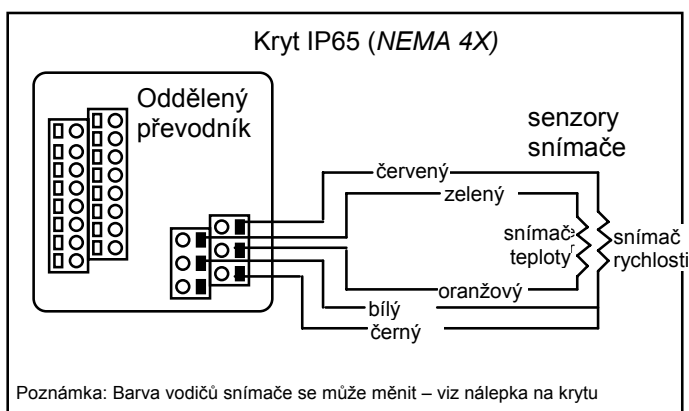 Kryt IP65 (NEMA 4X)
Oddělený
převodník
senzory
snímače
červený
zelený
snímač
teploty
snímač
rychlosti
oranžový
bílý
černý
Poznámka: Barva vodičů snímače se může měnit – viz nálepka na krytu